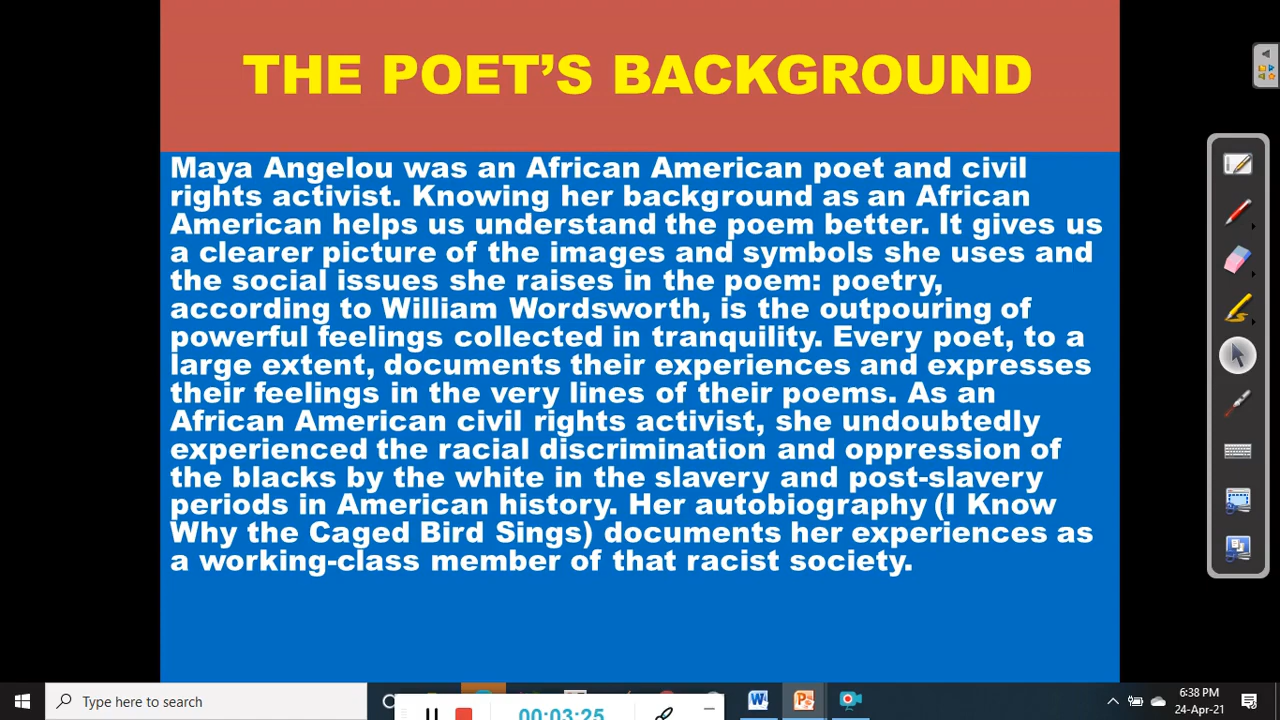 THE POET'S BACKGROUND
Maya Angelou was an African American poet and civil
rights activist. Knowing her background as an African
American helps us understand the poem better. It gives us
a clearer picture of the images and symbols she uses and
the social issues she raises in the poem: poetry,
according to William Wordsworth, is the outpouring of
powerful feelings collected in tranquility. Every poet, to a
large extent, documents their experiences and expresses
their feelings in the very lines of their poems. As an
African American civil rights activist, she undoubtedly
experienced the racial discrimination and oppression of
the blacks by the white in the slavery and post-slavery
periods in American history. Her autobiography (I Know
Why the Caged Bird Sings) documents her experiences as
a working-class member of that racist society.
Type here to search
00:03:25
6:38 PM
24-Apr-21